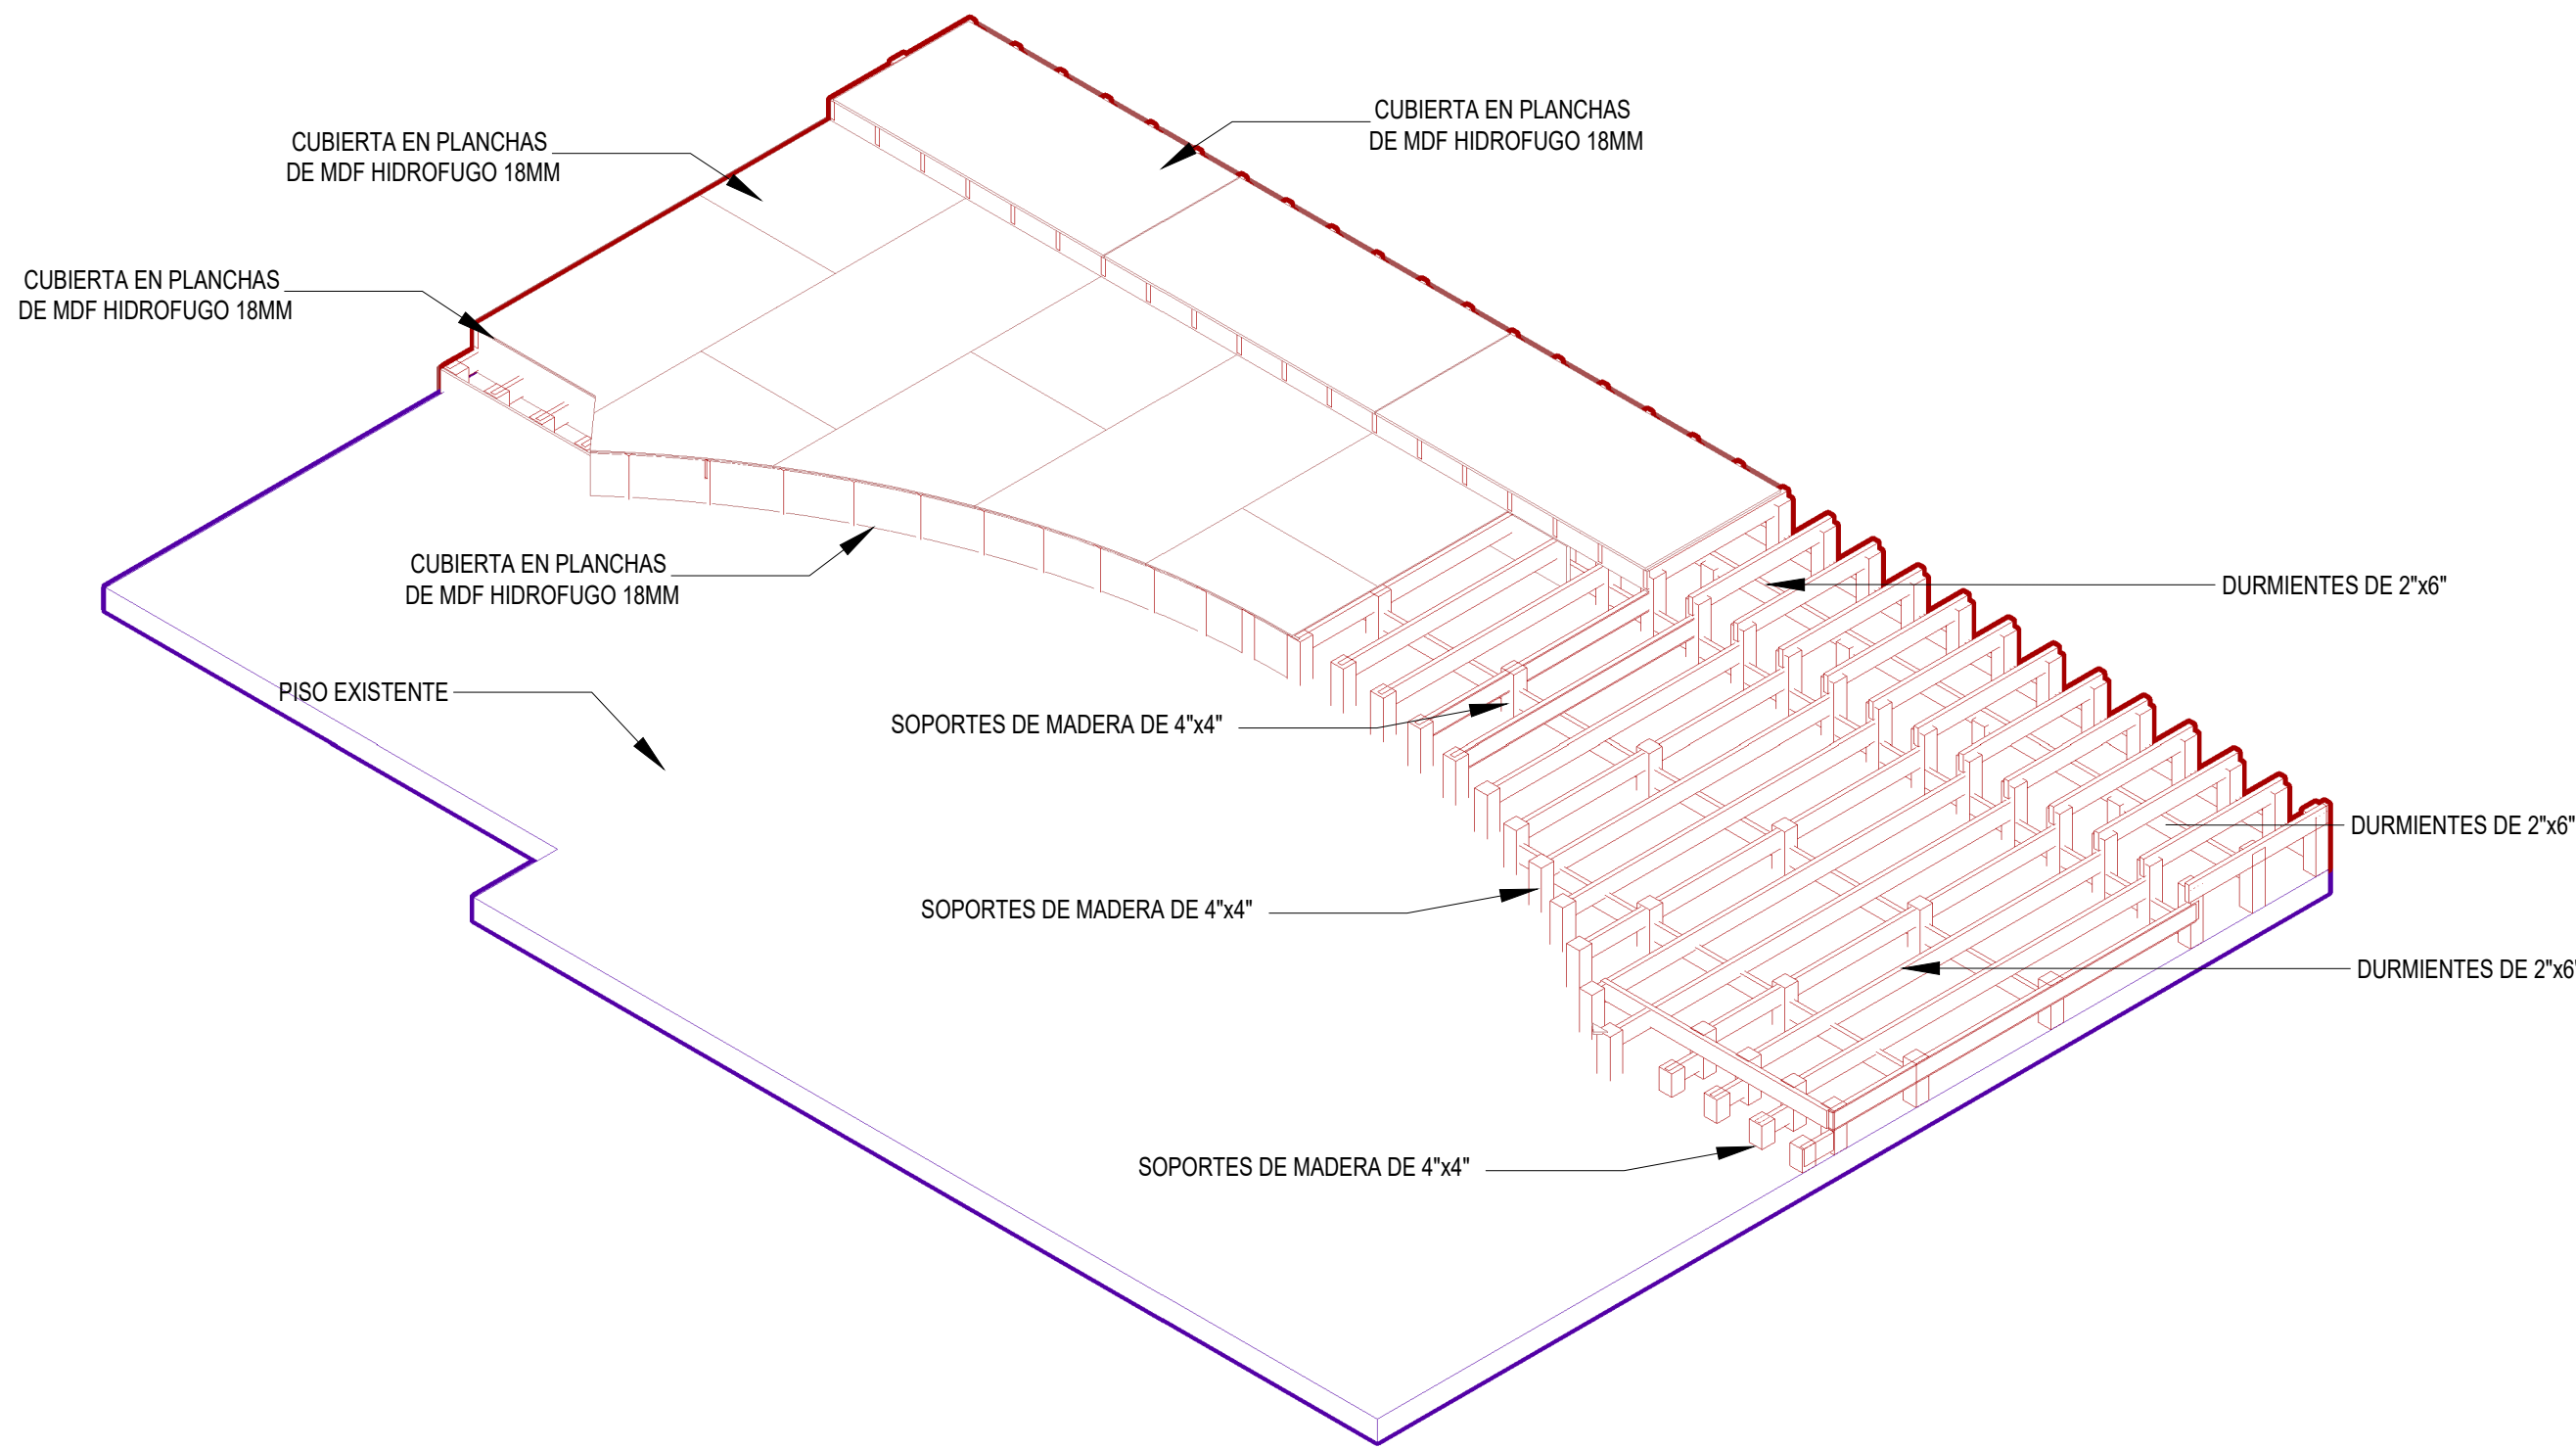 CUBIERTA EN PLANCHAS
DE MDF HIDROFUGO 18MM
CUBIERTA EN PLANCHAS
DE MDF HIDROFUGO 18MM
CUBIERTA EN PLANCHAS
DE MDF HIDROFUGO 18MM
CUBIERTA EN PLANCHAS
DE MDF HIDROFUGO 18MM
DURMIENTES DE 2"x6"
PISO EXISTENTE
SOPORTES DE MADERA DE 4"x4"
DURMIENTES DE 2"x6"
SOPORTES DE MADERA DE 4"x4"
DURMIENTES DE 2"x6"
SOPORTES DE MADERA DE 4"x4"